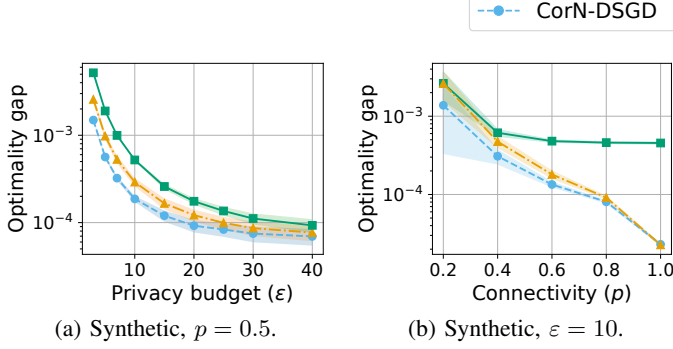 CorN-DSGD
Optimality gap
10⁻³
10⁻⁴
10 20 30 40
Privacy budget (ε)
(a) Synthetic, p = 0.5.
Optimality gap
10⁻³
10⁻⁴
0.2 0.4 0.6 0.8 1.0
Connectivity (p)
(b) Synthetic, ε = 10.